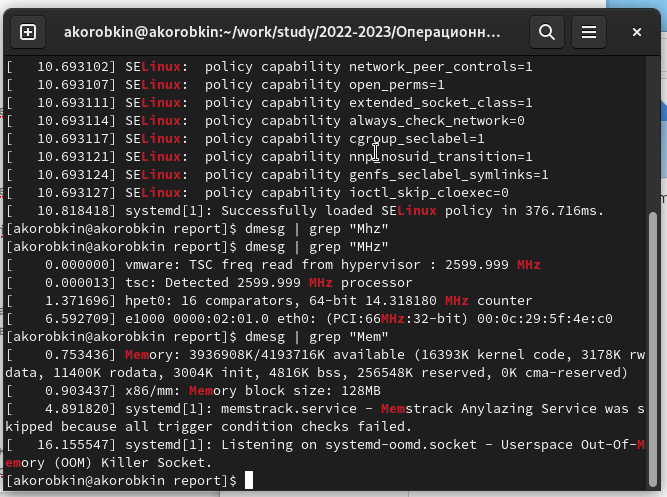 akorobkin@akorobkin:~/work/study/2022-2023/Операционн...
[   10.693102] SELinux:  policy capability network_peer_controls=1
[   10.693107] SELinux:  policy capability open_perms=1
[   10.693111] SELinux:  policy capability extended_socket_class=1
[   10.693114] SELinux:  policy capability always_check_network=0
[   10.693117] SELinux:  policy capability cgroup_seclabel=1
[   10.693121] SELinux:  policy capability nnp_nosuid_transition=1
[   10.693124] SELinux:  policy capability genfs_seclabel_symlinks=1
[   10.693127] SELinux:  policy capability ioctl_skip_cloexec=0
[   10.818418] systemd[1]: Successfully loaded SELinux policy in 376.716ms.
[akorobkin@akorobkin report]$ dmesg | grep "Mhz"
[akorobkin@akorobkin report]$ dmesg | grep "MHz"
[    0.000000] vmware: TSC freq read from hypervisor : 2599.999 MHz
[    0.000013] tsc: Detected 2599.999 MHz processor
[    1.371696] hpet0: 16 comparators, 64-bit 14.318180 MHz counter
[    6.592709] e1000 0000:02:01.0 eth0: (PCI:66MHz:32-bit) 00:0c:29:5f:4e:c0
[akorobkin@akorobkin report]$ dmesg | grep "Mem"
[    0.753436] Memory: 3936908K/4193716K available (16393K kernel code, 3178K rw
data, 11400K rodata, 3004K init, 4816K bss, 256548K reserved, 0K cma-reserved)
[    0.903437] x86/mm: Memory block size: 128MB
[    4.891820] systemd[1]: memstrack.service - Memstrack Anylazing Service was s
kipped because all trigger condition checks failed.
[   16.155547] systemd[1]: Listening on systemd-oomd.socket - Userspace Out-Of-M
emory (OOM) Killer Socket.
[akorobkin@akorobkin report]$